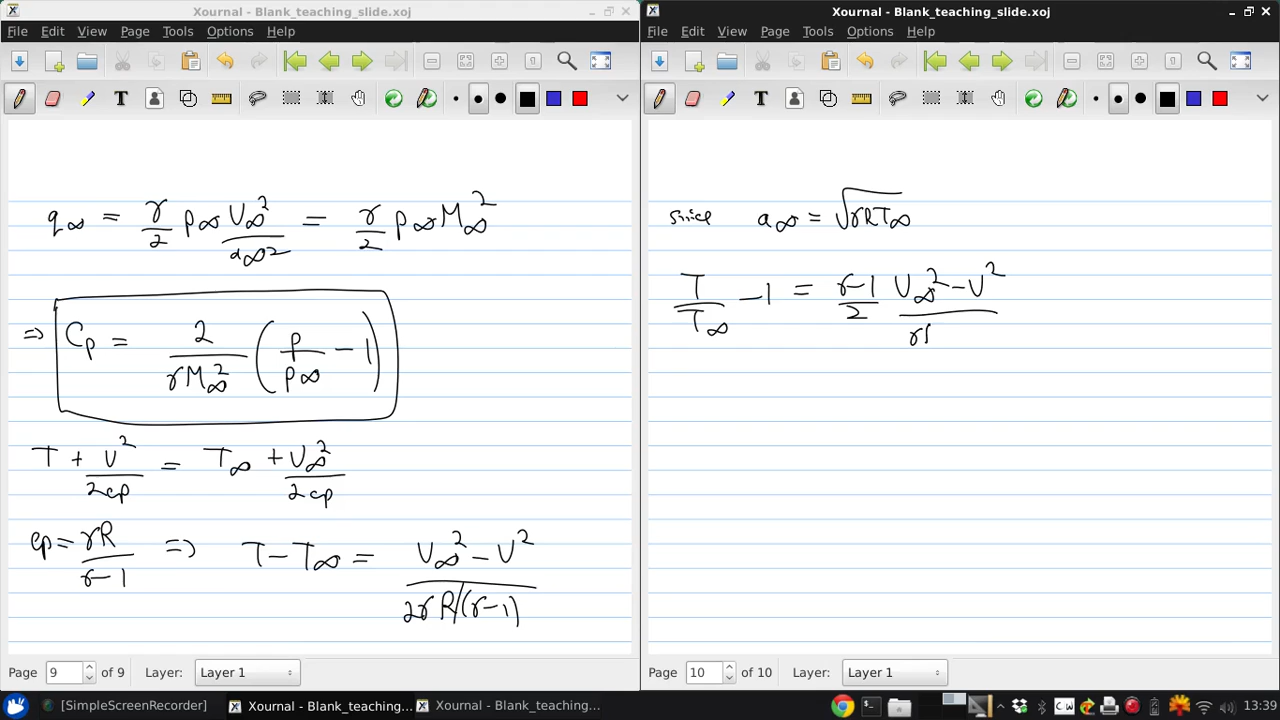 Xournal - Blank_teaching_slide.xoj
File Edit View Page Tools Options Help
q∞ = γ/2 p∞ V∞²/a∞² = γ/2 p∞ M∞²
⇒ Cp = 2/(γM∞²) (p/p∞ − 1)
T + V²/2cp = T∞ + V∞²/2cp
cp = γR/(γ−1) ⇒ T − T∞ = (V∞² − V²)/(2γR/(γ−1))
Page 9 of 9 Layer: Layer 1
Xournal - Blank_teaching_slide.xoj
File Edit View Page Tools Options Help
since a∞ = √γRT∞
T/T∞ − 1 = (γ−1)/2 (V∞² − V²)/γ
Page 10 of 10 Layer: Layer 1
[SimpleScreenRecorder] Xournal - Blank_teaching_... Xournal - Blank_teaching_... 13:39